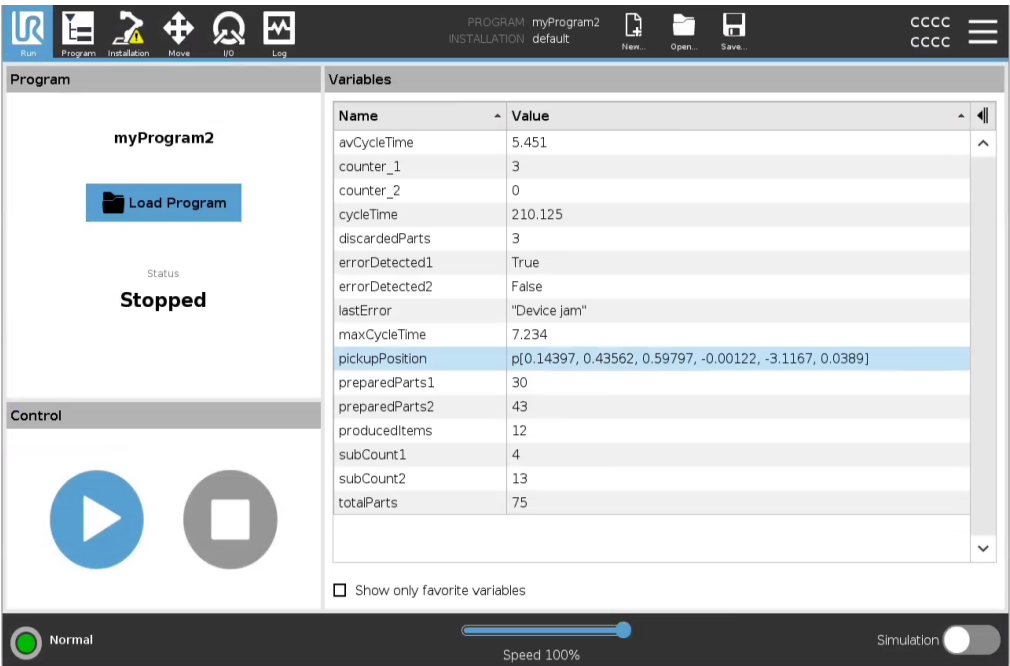 UR
PROGRAM myProgram2
INSTALLATION default
CCCC
CCCC
Run Program Installation Move I/O Log New... Open... Save...
Program
myProgram2
Load Program
Status
Stopped
Control
Variables
Name Value
avCycleTime 5.451
counter_1 3
counter_2 0
cycleTime 210.125
discardedParts 3
errorDetected1 True
errorDetected2 False
lastError "Device jam"
maxCycleTime 7.234
pickupPosition p[0.14397, 0.43562, 0.59797, -0.00122, -3.1167, 0.0389]
preparedParts1 30
preparedParts2 43
producedItems 12
subCount1 4
subCount2 13
totalParts 75
Show only favorite variables
Normal
Speed 100%
Simulation